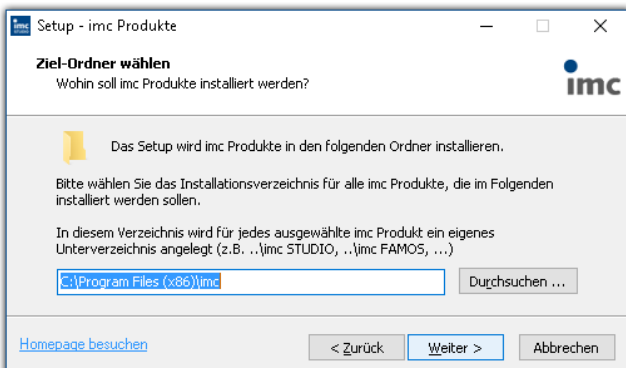 Setup - imc Produkte
Ziel-Ordner wählen
Wohin soll imc Produkte installiert werden?
imc
Das Setup wird imc Produkte in den folgenden Ordner installieren.
Bitte wählen Sie das Installationsverzeichnis für alle imc Produkte, die im Folgenden
installiert werden sollen.
In diesem Verzeichnis wird für jedes ausgewählte imc Produkt ein eigenes
Unterverzeichnis angelegt (z.B. ..\imc STUDIO, ..\imc FAMOS, ...)
C:\Program Files (x86)\imc
Durchsuchen ...
Homepage besuchen
< Zurück
Weiter >
Abbrechen